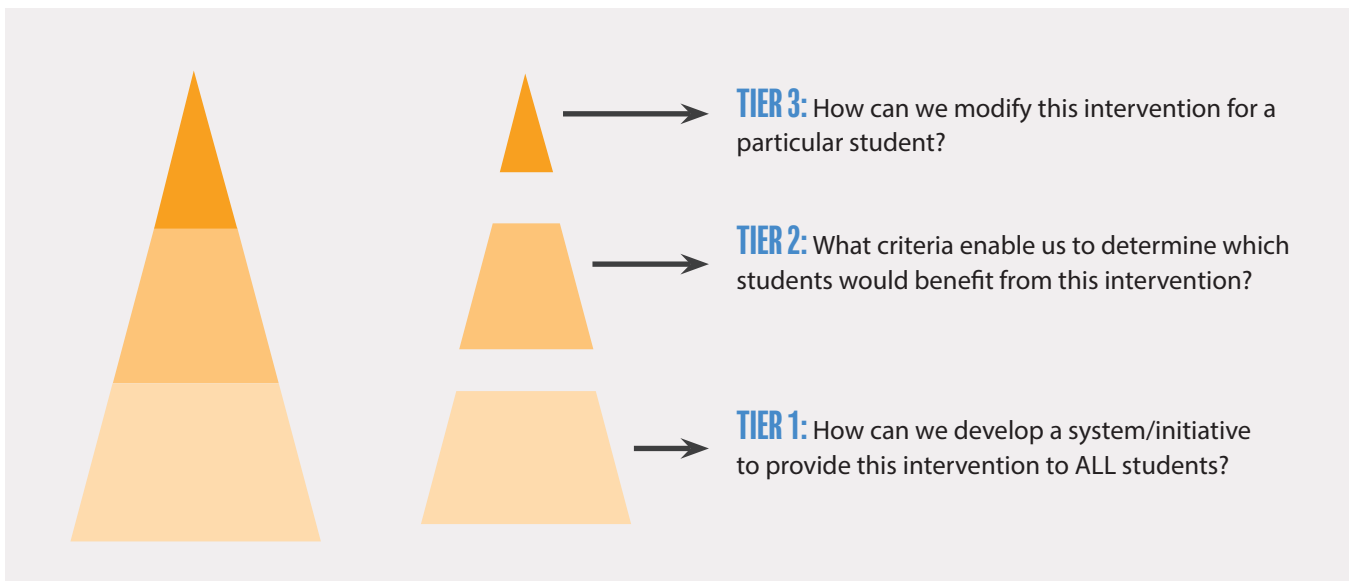 TIER 3: How can we modify this intervention for a
particular student?
TIER 2: What criteria enable us to determine which
students would benefit from this intervention?
TIER 1: How can we develop a system/initiative
to provide this intervention to ALL students?